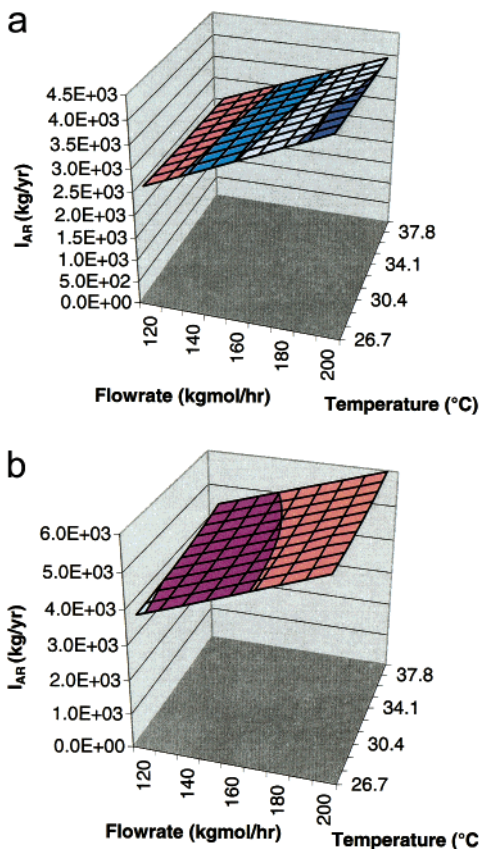 a
4.5E+03
4.0E+03
3.5E+03
3.0E+03
2.5E+03
2.0E+03
1.5E+03
1.0E+03
5.0E+02
0.0E+00
I_AR (kg/yr)
120
140
160
180
200
37.8
34.1
30.4
26.7
Flowrate (kgmol/hr)
Temperature (°C)
b
6.0E+03
5.0E+03
4.0E+03
3.0E+03
2.0E+03
1.0E+03
0.0E+00
I_AR (kg/yr)
120
140
160
180
200
37.8
34.1
30.4
26.7
Flowrate (kgmol/hr)
Temperature (°C